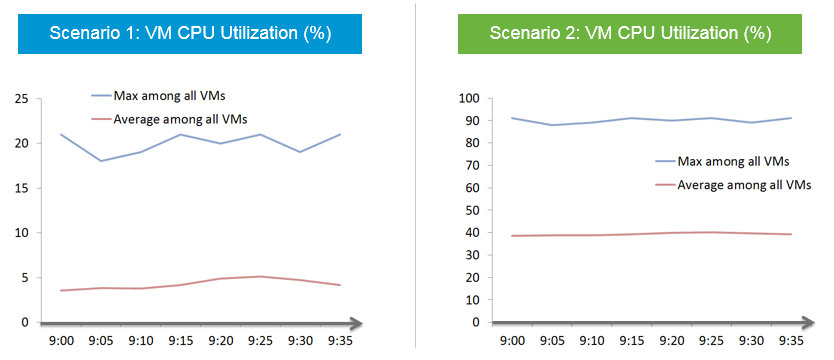 Scenario 1: VM CPU Utilization (%)
Max among all VMs
Average among all VMs
25
20
15
10
5
0
9:00 9:05 9:10 9:15 9:20 9:25 9:30 9:35
Scenario 2: VM CPU Utilization (%)
100
90
80
70
60
50
40
30
20
10
0
Max among all VMs
Average among all VMs
9:00 9:05 9:10 9:15 9:20 9:25 9:30 9:35